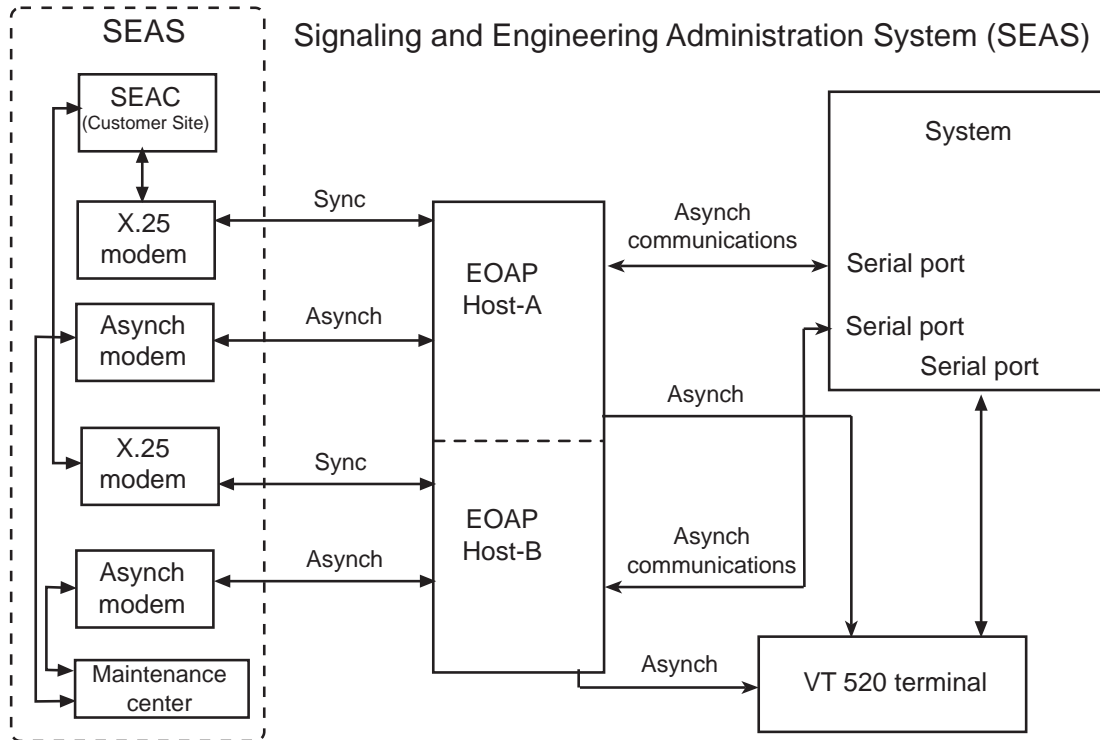 SEAS
Signaling and Engineering Administration System (SEAS)
SEAC
(Customer Site)
System
X.25
modem
Sync
Asynch
communications
EOAP
Host-A
Serial port
Asynch
modem
Asynch
Serial port
Serial port
Asynch
X.25
modem
Sync
EOAP
Host-B
Asynch
communications
Asynch
modem
Asynch
Maintenance
center
Asynch
VT 520 terminal